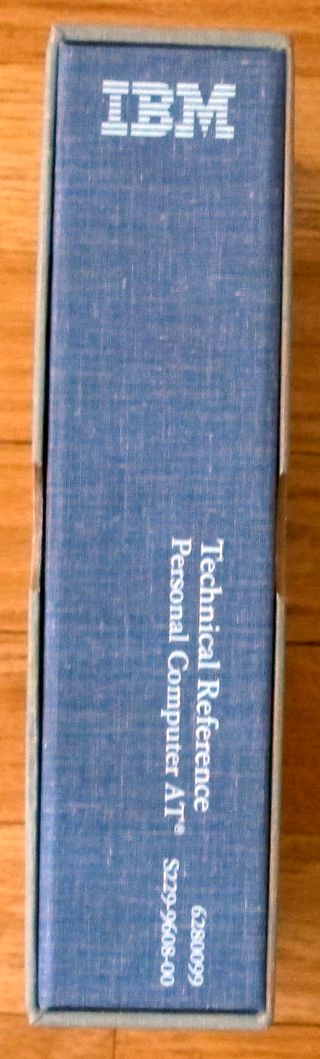 IBM
Technical Reference
Personal Computer AT®
6280099
S229-9608-00